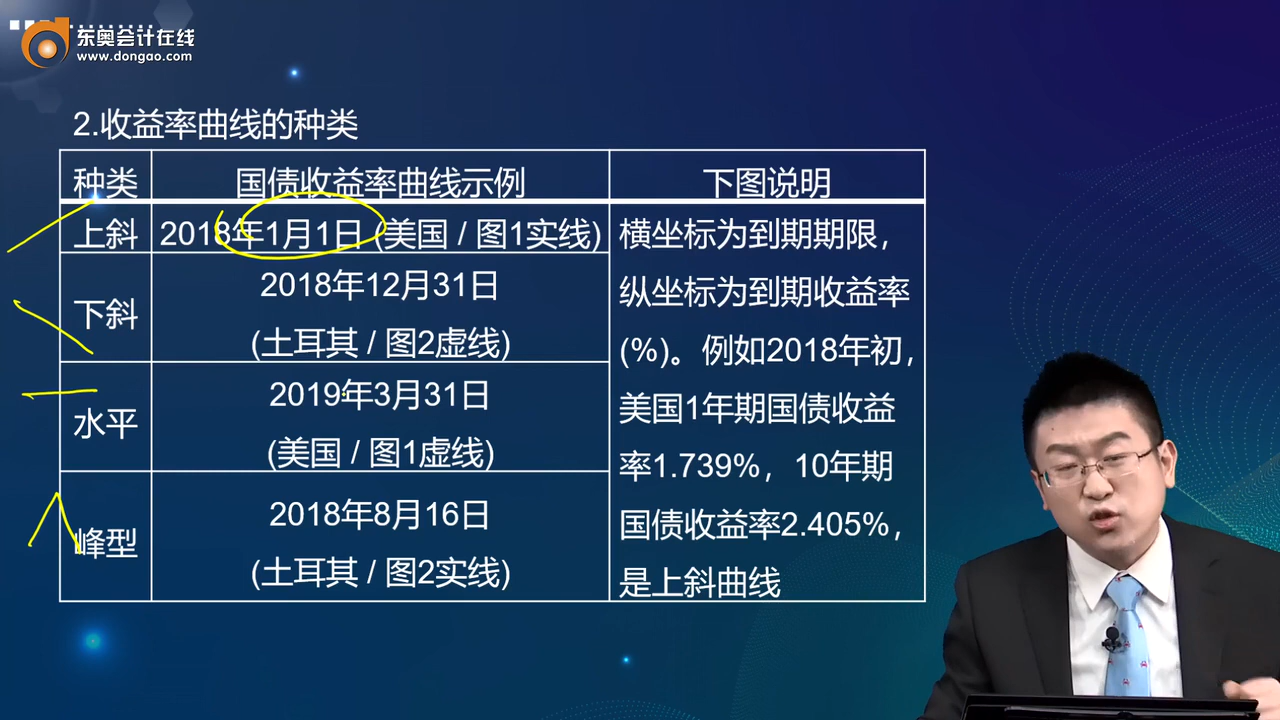 东奥会计在线
www.dongao.com
2.收益率曲线的种类
种类
国债收益率曲线示例
下图说明
上斜
2018年1月1日 (美国 / 图1实线)
下斜
2018年12月31日
(土耳其 / 图2虚线)
水平
2019年3月31日
(美国 / 图1虚线)
峰型
2018年8月16日
(土耳其 / 图2实线)
横坐标为到期期限，
纵坐标为到期收益率
(%)。例如2018年初，
美国1年期国债收益
率1.739%，10年期
国债收益率2.405%，
是上斜曲线